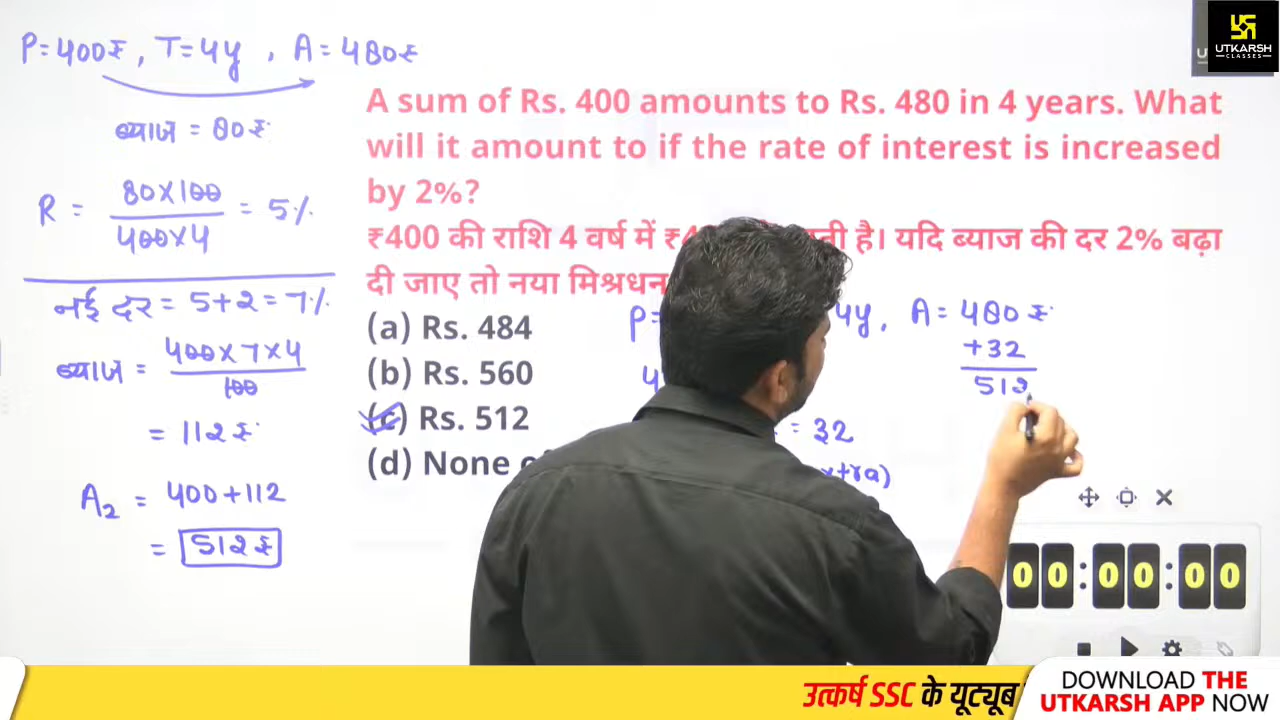 P=400₹, T=4y, A=480₹
ब्याज = 80₹
R = 80×100 / 400×4 = 5%
नई दर = 5+2=7%
ब्याज = 400×7×4 / 100
= 112₹
A₂ = 400+112
= 512₹
A sum of Rs. 400 amounts to Rs. 480 in 4 years. What
will it amount to if the rate of interest is increased
by 2%?
₹400 की राशि 4 वर्ष में है। यदि ब्याज की दर 2% बढ़ा
दी जाए तो नया मिश्रधन
(a) Rs. 484
(b) Rs. 560
(c) Rs. 512
(d) None
P= 4y, A=480₹
+32
512
= 32
UTKARSH
CLASSES
00:00:00
उत्कर्ष SSC के यूट्यूब
DOWNLOAD THE
UTKARSH APP NOW